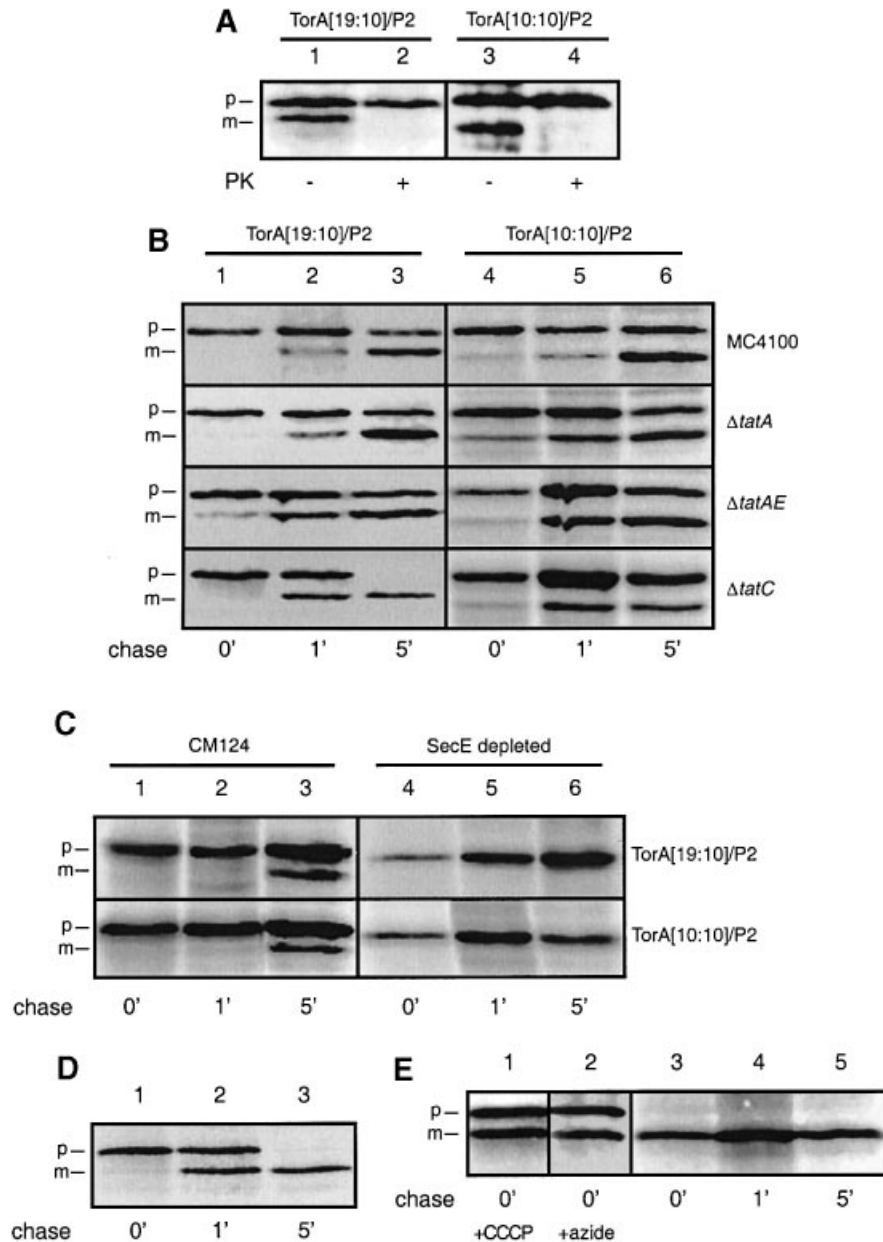 A
TorA[19:10]/P2 TorA[10:10]/P2
1 2 3 4
p
m
PK - + - +
B
TorA[19:10]/P2 TorA[10:10]/P2
1 2 3 4 5 6
p
m
MC4100
p
m
ΔtatA
p
m
ΔtatAE
p
m
ΔtatC
chase 0' 1' 5' 0' 1' 5'
C
CM124 SecE depleted
1 2 3 4 5 6
p
m
TorA[19:10]/P2
p
m
TorA[10:10]/P2
chase 0' 1' 5' 0' 1' 5'
D
1 2 3
p
m
chase 0' 1' 5'
E
1 2 3 4 5
p
m
chase 0' 0' 0' 1' 5'
+CCCP +azide